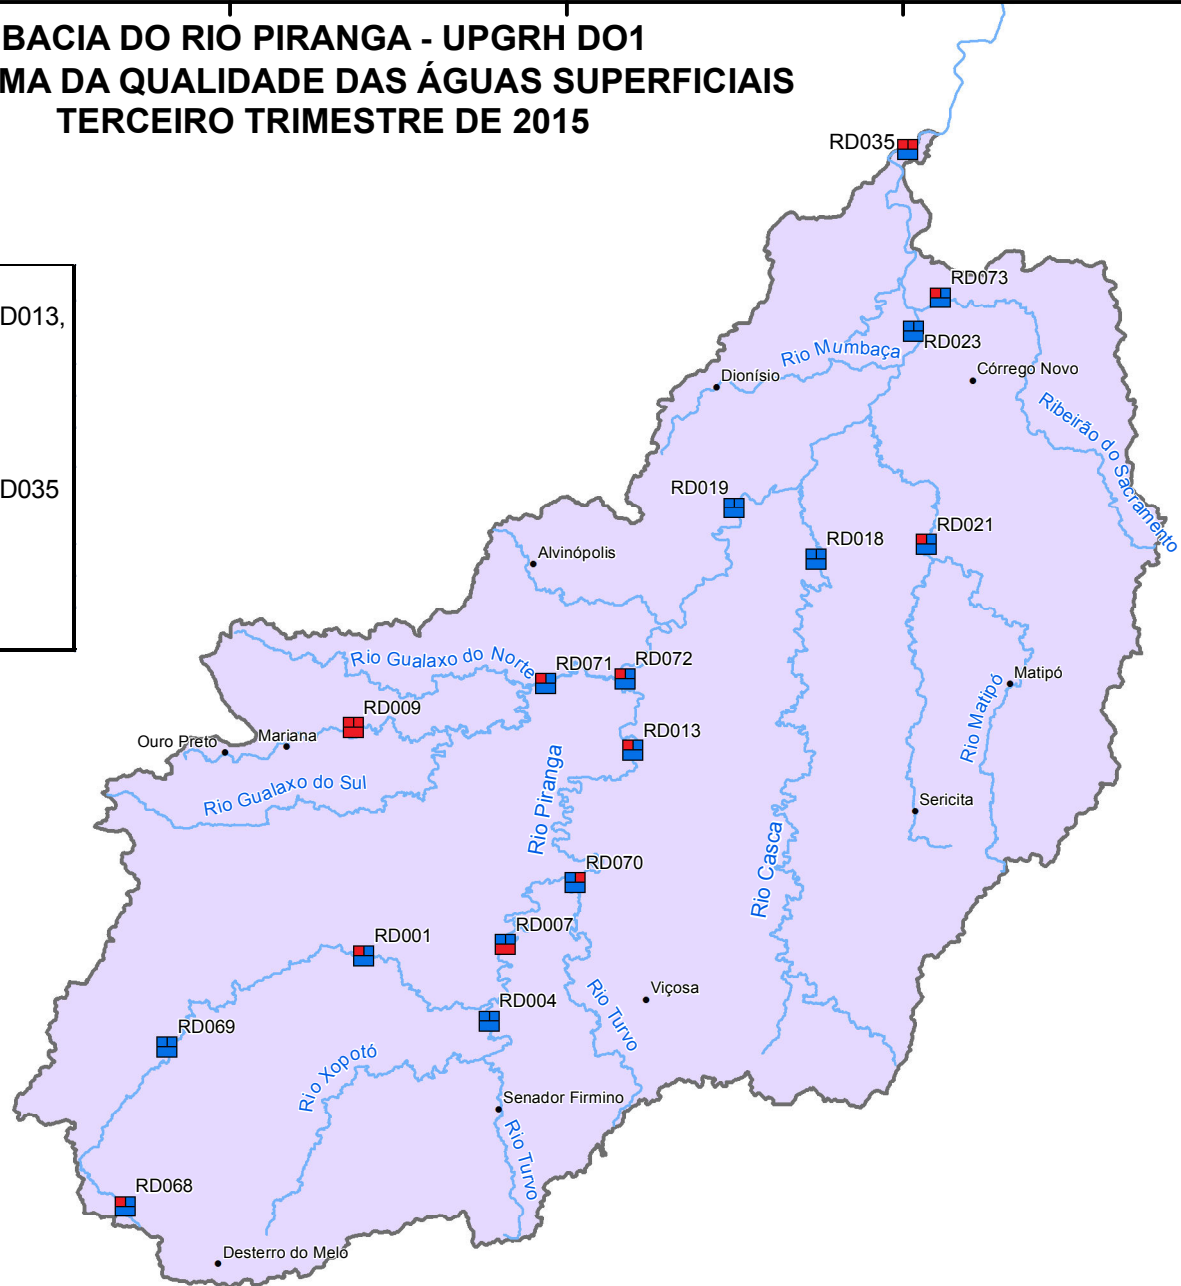 BACIA DO RIO PIRANGA - UPGRH DO1
MA DA QUALIDADE DAS ÁGUAS SUPERFICIAIS
TERCEIRO TRIMESTRE DE 2015
RD035
RD073
D013,
RD023
Rio Mumbaça
Córrego Novo
Dionísio
Ribeirão do Sacramento
D035
RD019
RD021
RD018
Alvinópolis
Rio Gualaxo do Norte
RD071
RD072
Matipó
RD009
Rio Matipó
RD013
Mariana
Ouro Preto
Rio Gualaxo do Sul
Rio Piranga
Sericita
RD070
Rio Casca
RD007
RD001
Viçosa
RD004
Rio Turvo
RD069
Rio Xopotó
Senador Firmino
Rio Turvo
RD068
Desterro do Melo